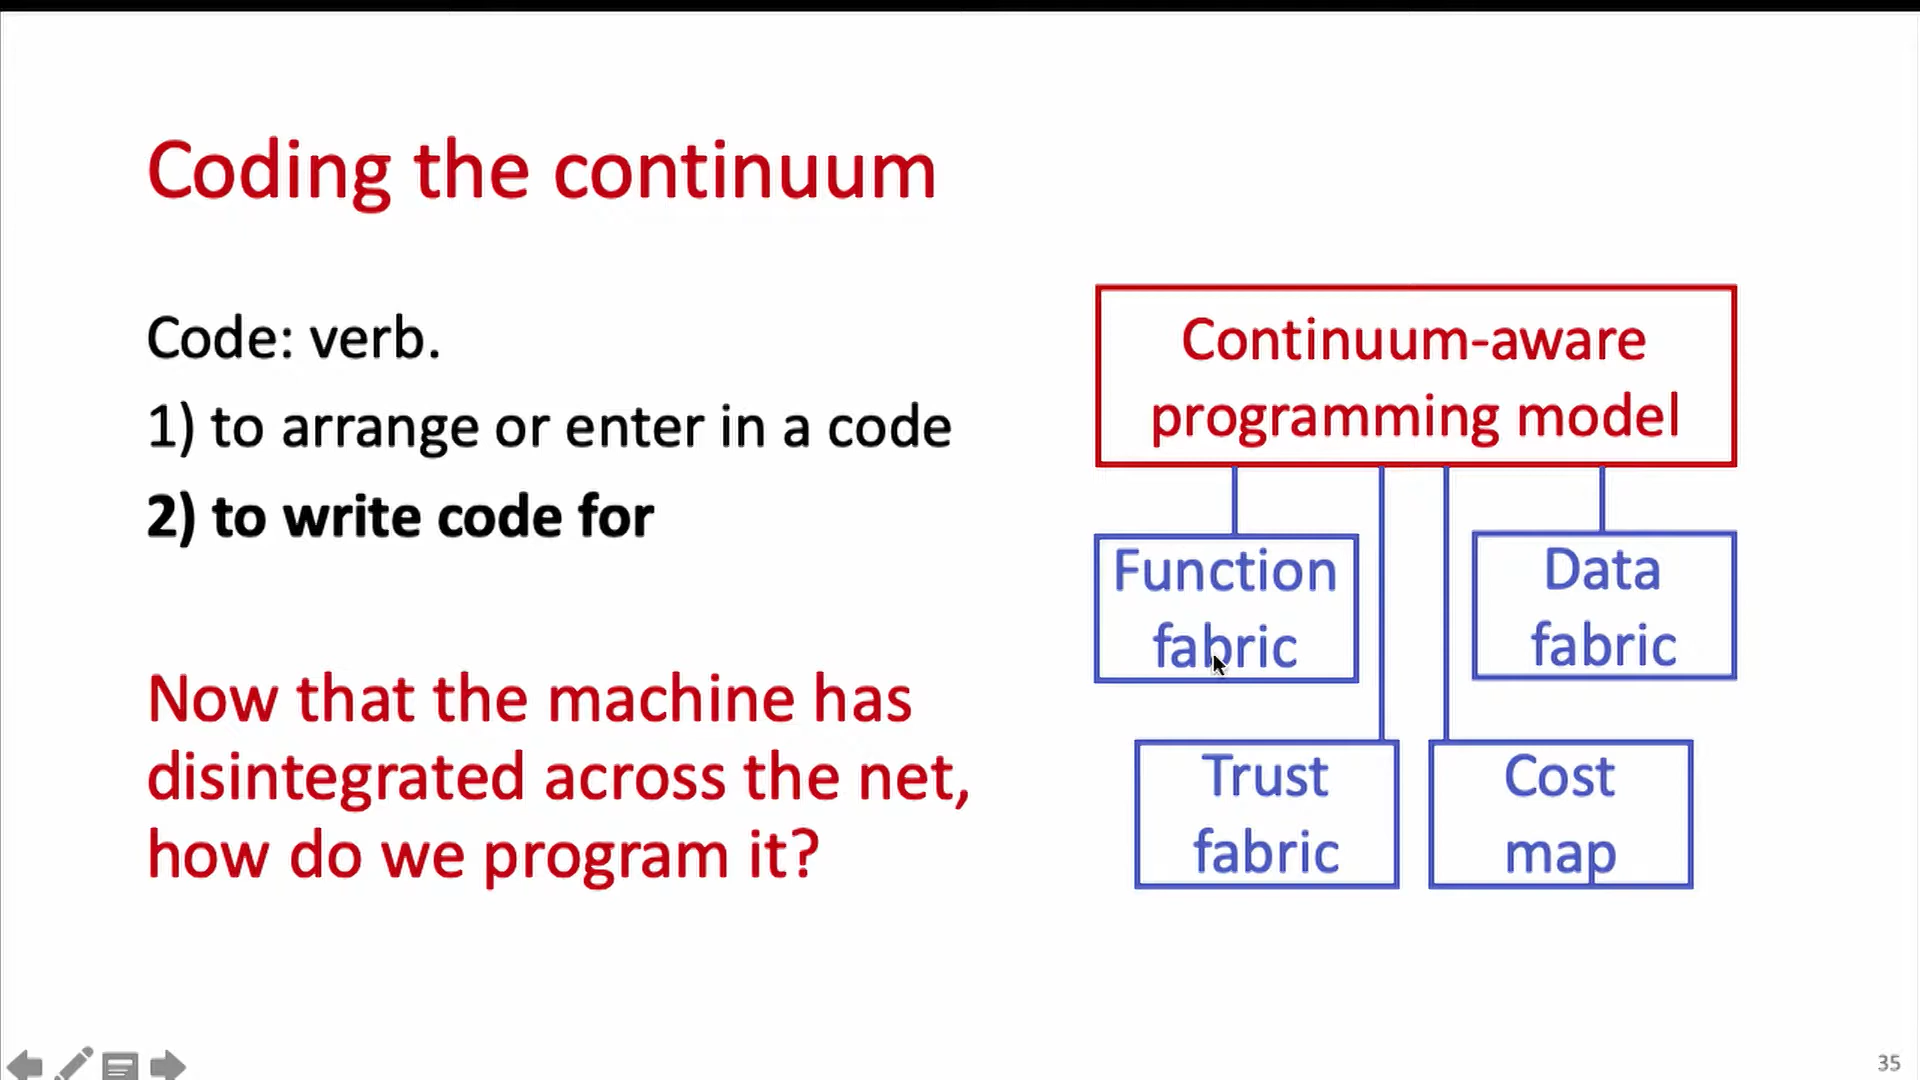 Coding the continuum
Code: verb.
1) to arrange or enter in a code
2) to write code for
Now that the machine has
disintegrated across the net,
how do we program it?
Continuum-aware
programming model
Function
fabric
Data
fabric
Trust
fabric
Cost
map
35